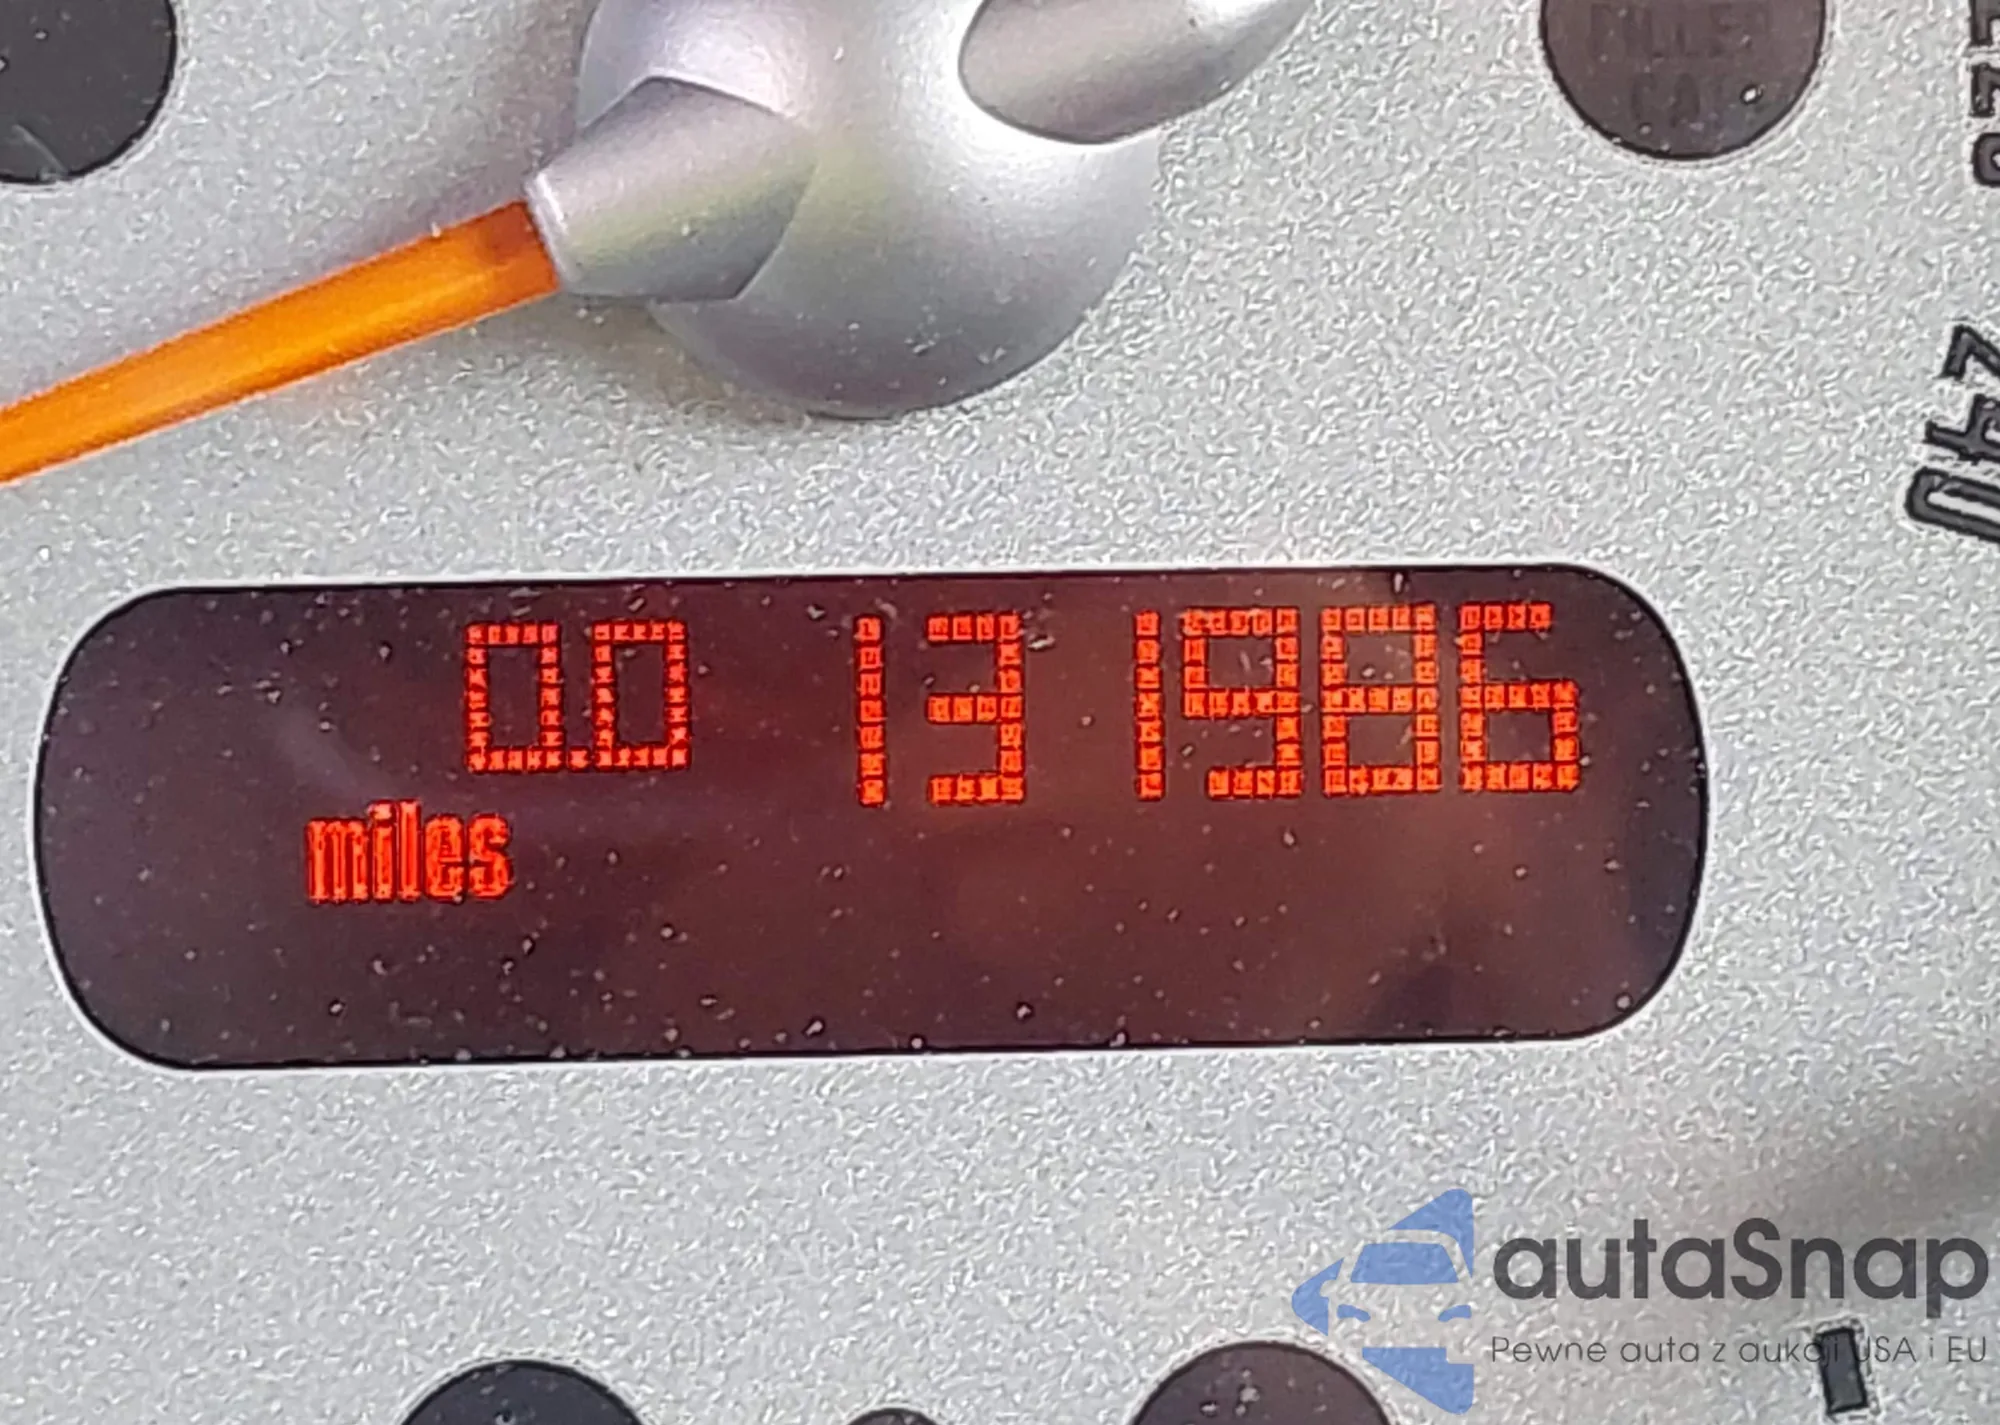 0.0 131986
miles
240
autaSnap
Pewne auta z aukcji USA i EU